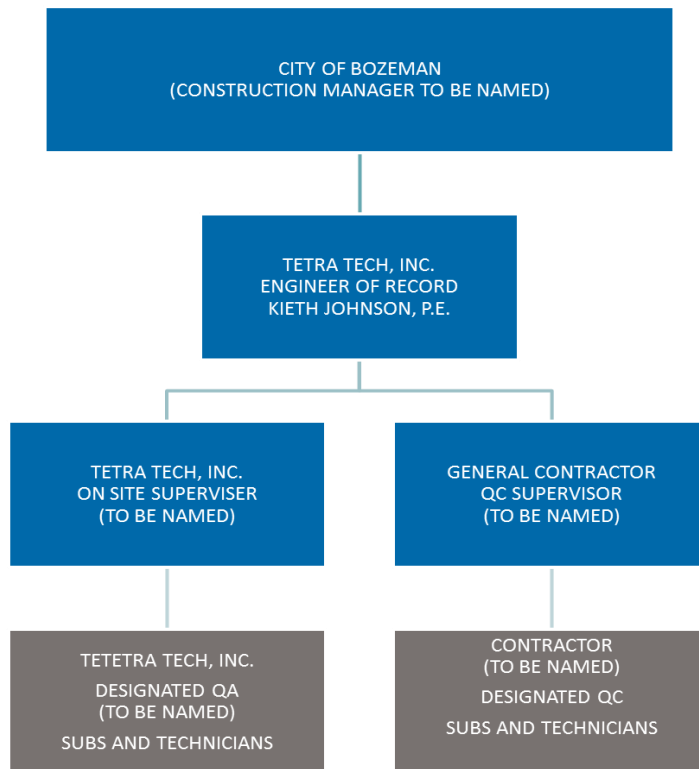 CITY OF BOZEMAN
(CONSTRUCTION MANAGER TO BE NAMED)
TETRA TECH, INC.
ENGINEER OF RECORD
KIETH JOHNSON, P.E.
TETRA TECH, INC.
ON SITE SUPERVISER
(TO BE NAMED)
GENERAL CONTRACTOR
QC SUPERVISOR
(TO BE NAMED)
TETETRA TECH, INC.
DESIGNATED QA
(TO BE NAMED)
SUBS AND TECHNICIANS
CONTRACTOR
(TO BE NAMED)
DESIGNATED QC
SUBS AND TECHNICIANS